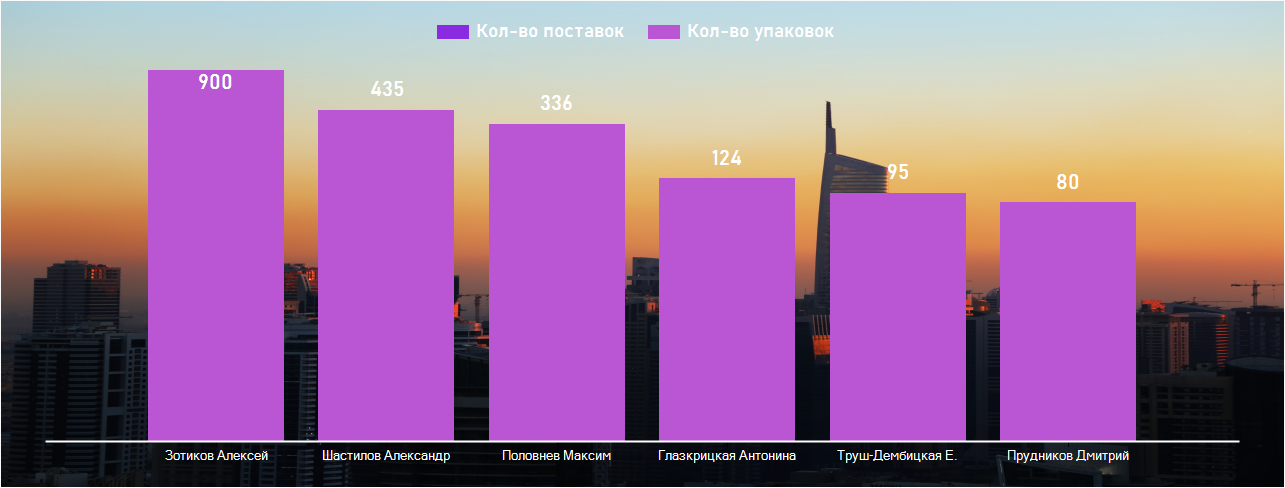 Кол-во поставок Кол-во упаковок
900 435 336 124 95 80
Зотиков Алексей Шастилов Александр Половнев Максим Глазкрицкая Антонина Труш-Дембицкая Е. Прудников Дмитрий